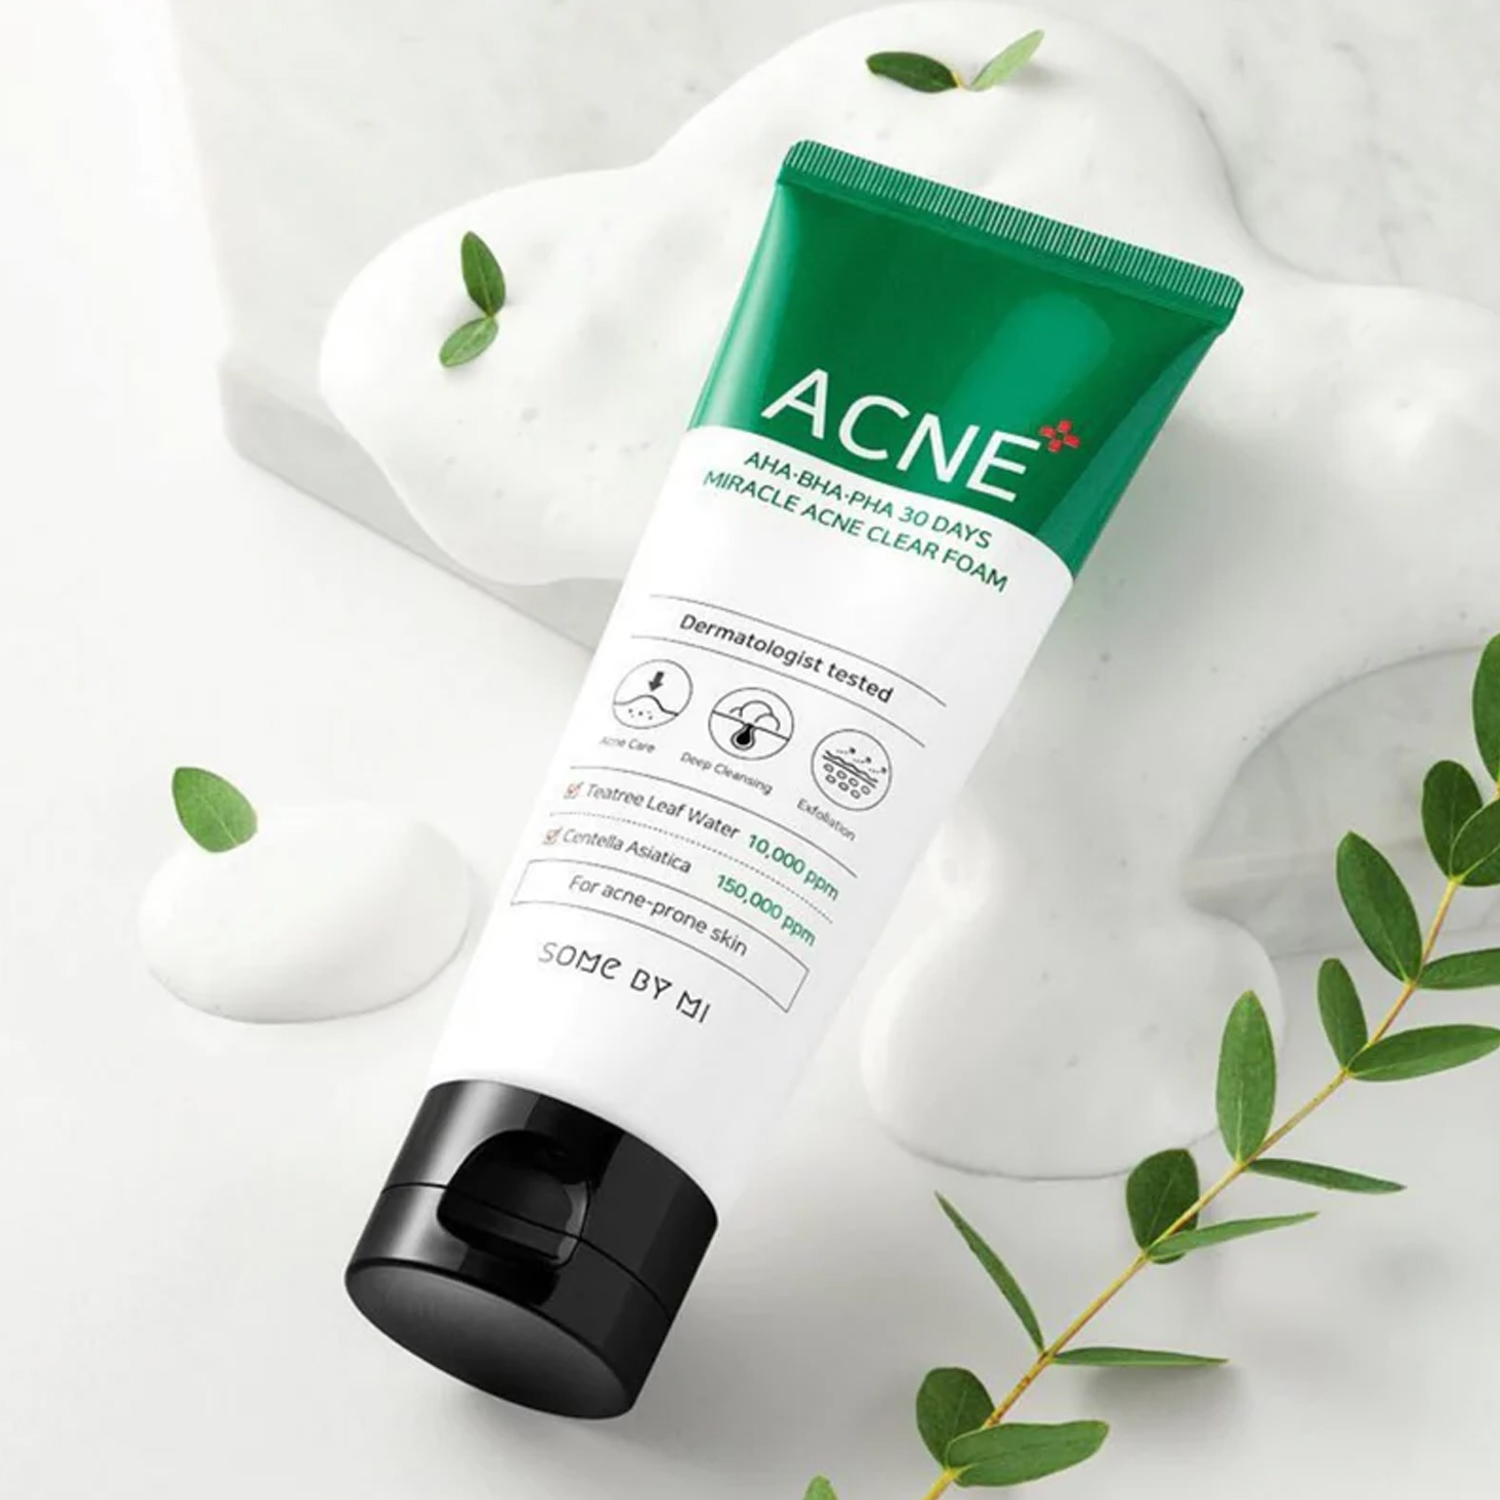 ACNE
AHA·BHA·PHA 30 DAYS
MIRACLE ACNE CLEAR FOAM
Dermatologist tested
Acne Care
Deep Cleansing
Exfoliation
Teatree Leaf Water 10,000 ppm
Centella Asiatica 150,000 ppm
For acne-prone skin
SOME BY MI